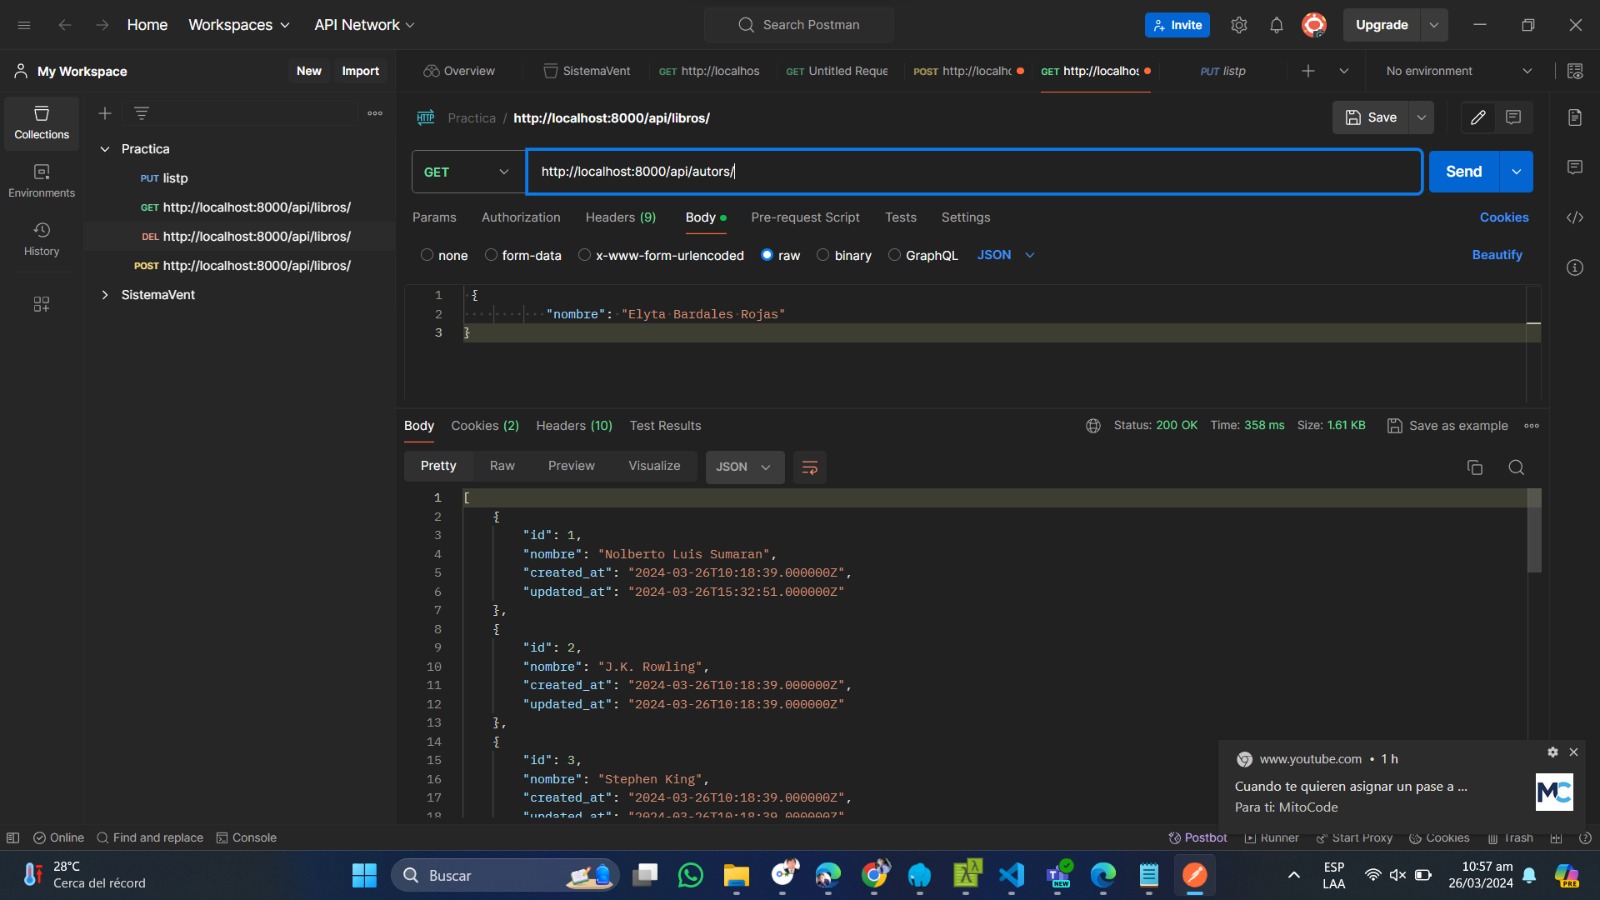 Home Workspaces API Network Search Postman Invite Upgrade
My Workspace New Import Overview SistemaVent GET http://localhos GET Untitled Reque POST http://localhc GET http://localhos PUT listp No environment
Collections
Environments
History
Practica
PUT listp
GET http://localhost:8000/api/libros/
DEL http://localhost:8000/api/libros/
POST http://localhost:8000/api/libros/
SistemaVent
HTTP Practica / http://localhost:8000/api/libros/ Save
GET http://localhost:8000/api/autors/ Send
Params Authorization Headers (9) Body Pre-request Script Tests Settings Cookies
none form-data x-www-form-urlencoded raw binary GraphQL JSON Beautify
1 {
2 "nombre": "Elyta Bardales Rojas"
3 }
Body Cookies (2) Headers (10) Test Results Status: 200 OK Time: 358 ms Size: 1.61 KB Save as example
Pretty Raw Preview Visualize JSON
1 [
2 {
3 "id": 1,
4 "nombre": "Nolberto Luis Sumaran",
5 "created_at": "2024-03-26T10:18:39.000000Z",
6 "updated_at": "2024-03-26T15:32:51.000000Z"
7 },
8 {
9 "id": 2,
10 "nombre": "J.K. Rowling",
11 "created_at": "2024-03-26T10:18:39.000000Z",
12 "updated_at": "2024-03-26T10:18:39.000000Z"
13 },
14 {
15 "id": 3,
16 "nombre": "Stephen King",
17 "created_at": "2024-03-26T10:18:39.000000Z",
18 "updated_at": "2024-03-26T10:18:39.000000Z"
www.youtube.com • 1 h
Cuando te quieren asignar un pase a ...
Para ti: MitoCode
MC
Online Find and replace Console Postbot Runner Start Proxy Cookies Trash
28°C
Cerca del récord
Buscar
NEW
ESP
LAA
10:57 am
26/03/2024
PRE